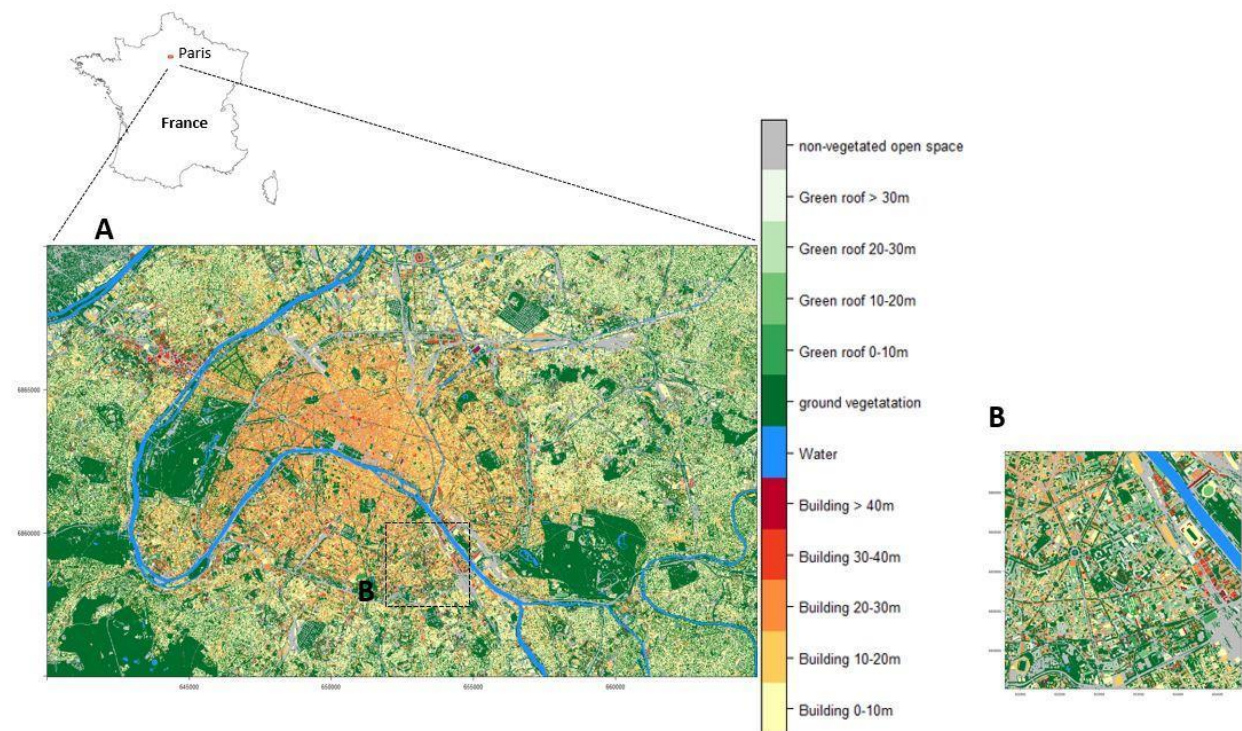 Paris
France
A
non-vegetated open space
Green roof > 30m
Green roof 20-30m
Green roof 10-20m
Green roof 0-10m
ground vegetatation
Water
Building > 40m
Building 30-40m
Building 20-30m
Building 10-20m
Building 0-10m
B
6865000
6860000
B
645000
650000
655000
660000